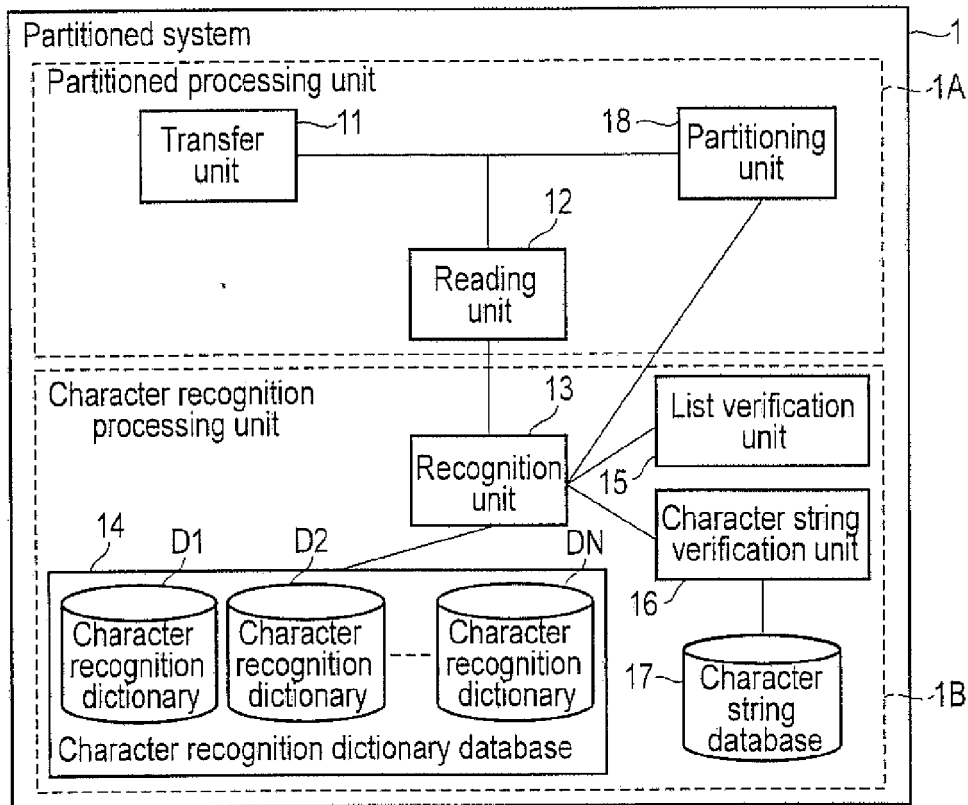 Partitioned system
1
Partitioned processing unit
1A
Transfer
unit
11
18
Partitioning
unit
12
Reading
unit
Character recognition
processing unit
13
Recognition
unit
List verification
unit
15
Character string
verification unit
16
14
D1
D2
DN
Character
recognition
dictionary
Character
recognition
dictionary
Character
recognition
dictionary
Character recognition dictionary database
17
Character
string
database
1B